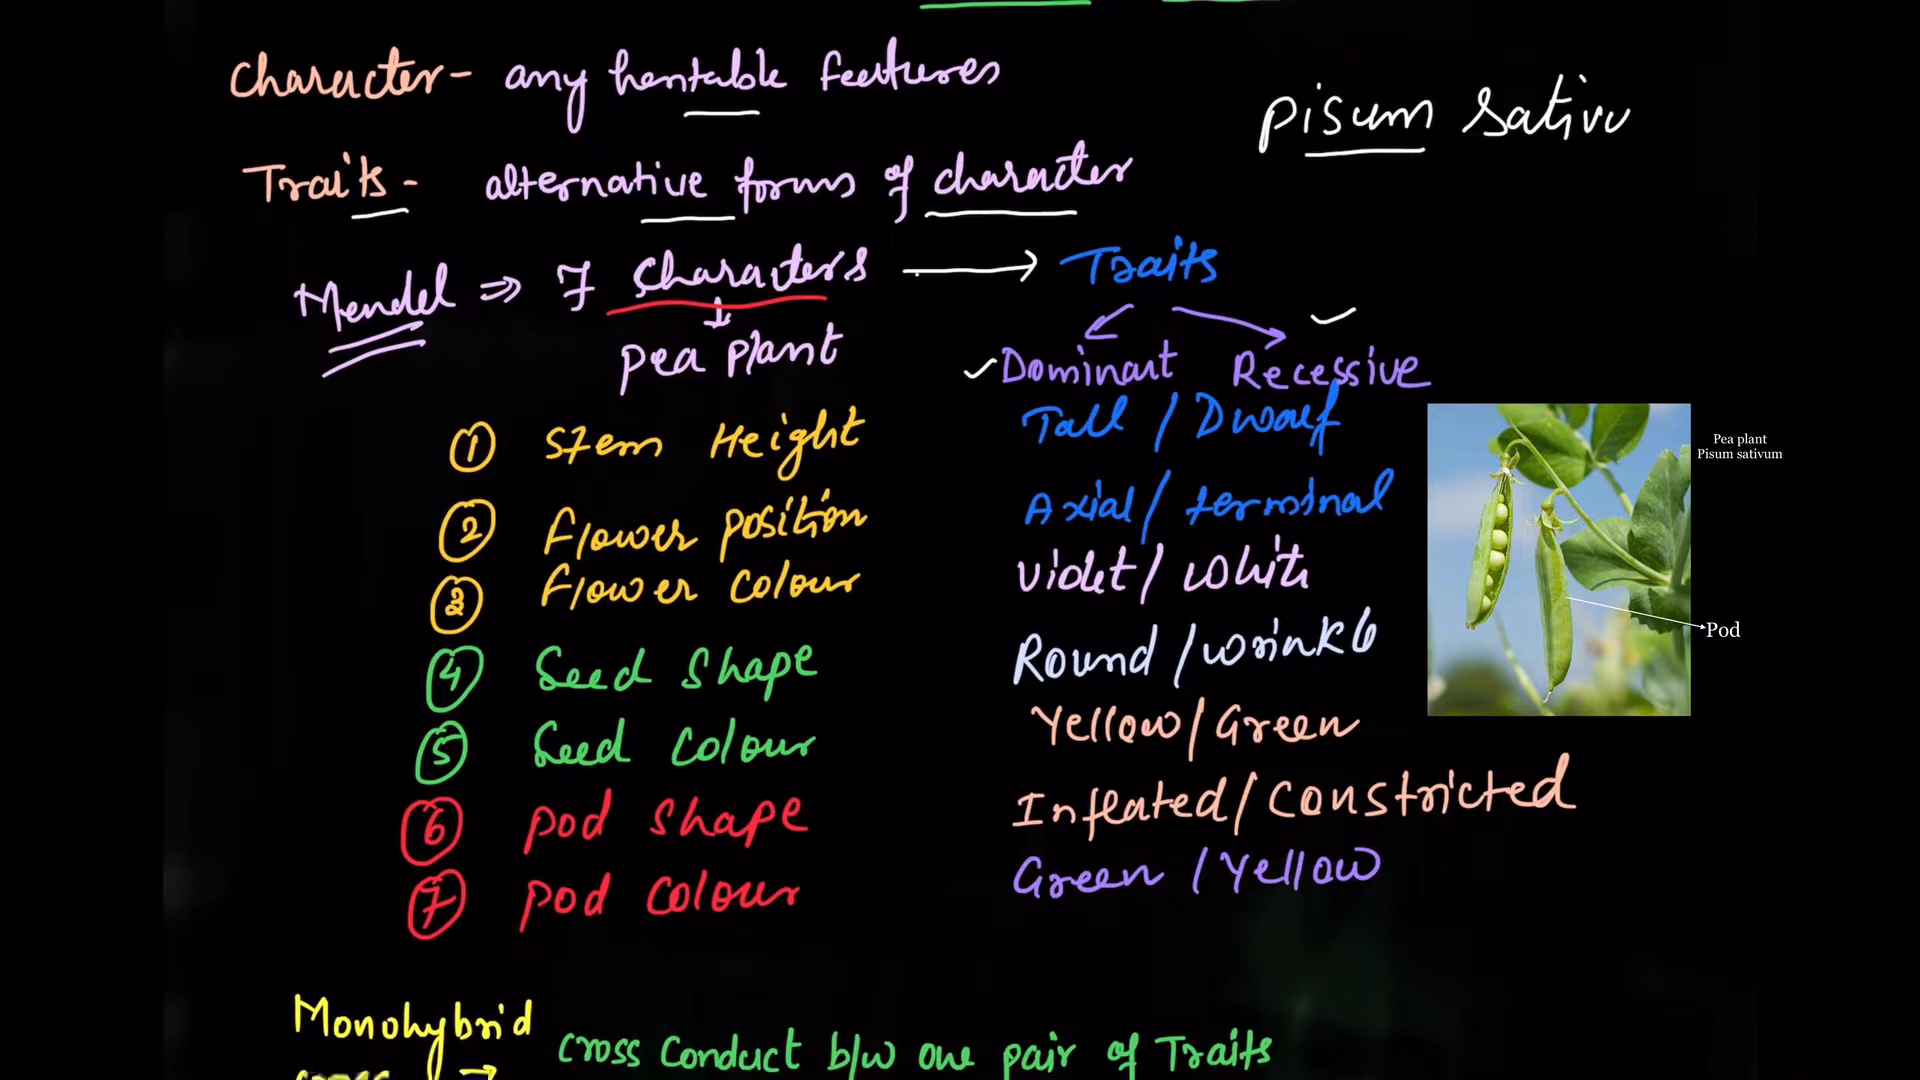 Character- any heritable features
Pisum sativu
Traits- alternative forms of character
Mendel ⇒ 7 Characters → Traits
Pea plant
Dominant Recessive
① Stem Height Tall / Dwarf
② Flower position Axial / terminal
③ Flower Colour Violet / White
④ Seed Shape Round / wrinkle
⑤ Seed Colour Yellow / Green
⑥ pod shape Inflated / Constricted
⑦ pod Colour Green / Yellow
Pea plant
Pisum sativum
Pod
Monohybrid
cross → cross Conduct b/w one pair of Traits